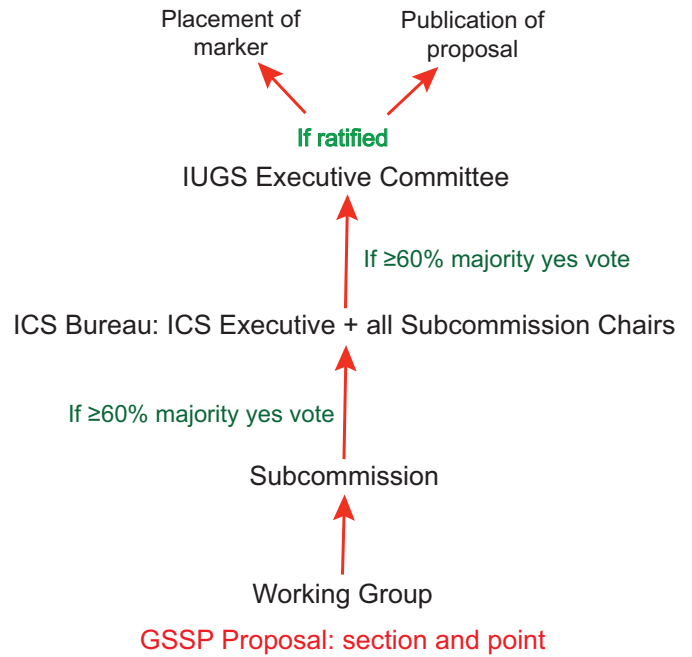 Placement of
marker
Publication of
proposal
If ratified
IUGS Executive Committee
If ≥60% majority yes vote
ICS Bureau: ICS Executive + all Subcommission Chairs
If ≥60% majority yes vote
Subcommission
Working Group
GSSP Proposal: section and point